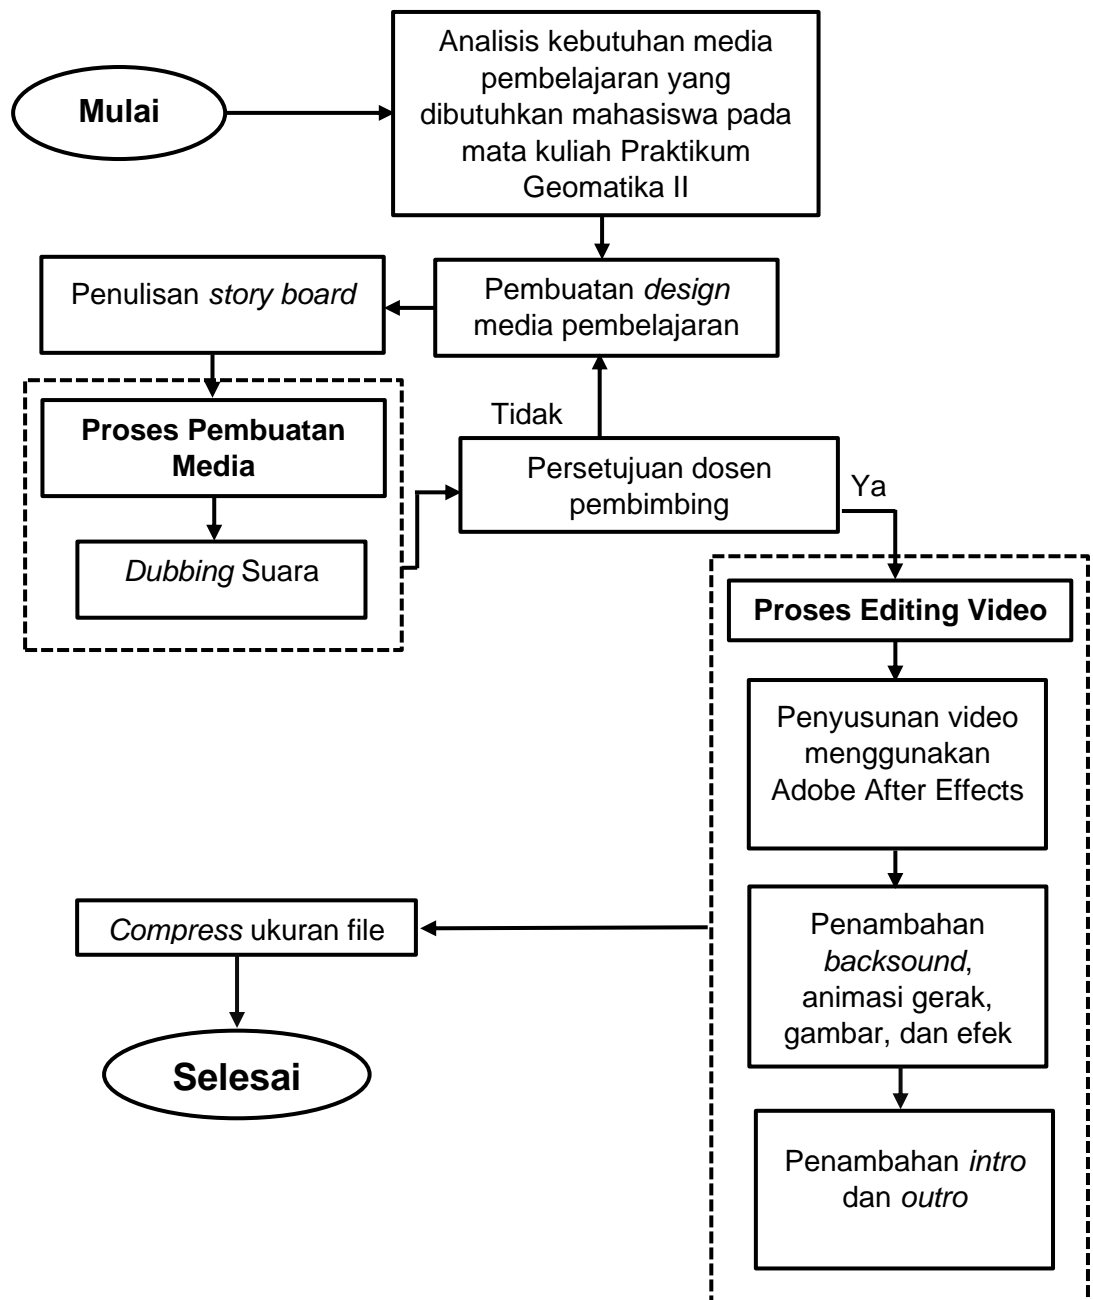 Mulai
Analisis kebutuhan media
pembelajaran yang
dibutuhkan mahasiswa pada
mata kuliah Praktikum
Geomatika II
Pembuatan design
media pembelajaran
Penulisan story board
Proses Pembuatan
Media
Dubbing Suara
Tidak
Persetujuan dosen
pembimbing
Ya
Proses Editing Video
Penyusunan video
menggunakan
Adobe After Effects
Penambahan
backsound,
animasi gerak,
gambar, dan efek
Penambahan intro
dan outro
Compress ukuran file
Selesai